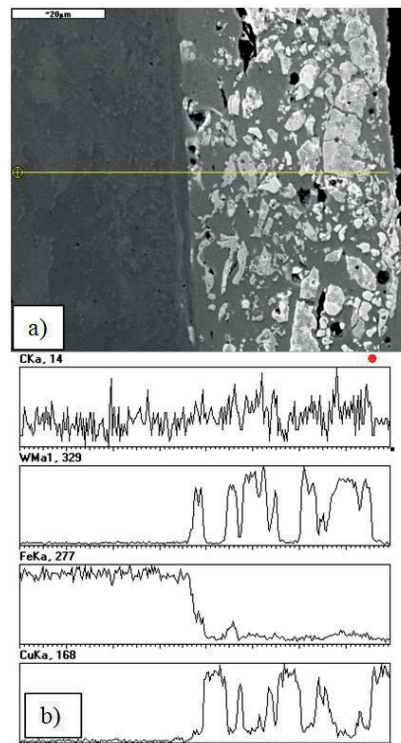 20µm
a)
CKa, 14
WMa1, 329
FeKa, 277
CuKa, 168
b)